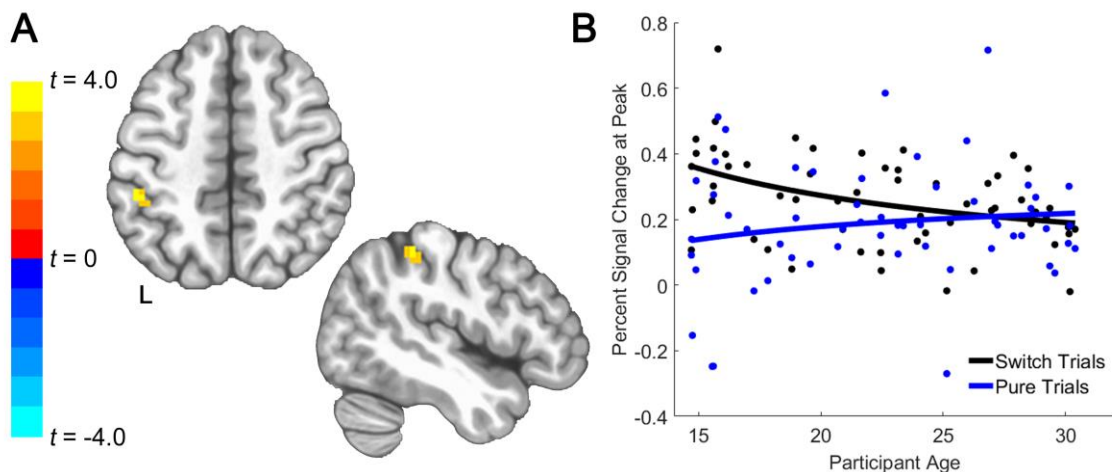 A
t = 4.0
t = 0
t = -4.0
L
B
Percent Signal Change at Peak
0.8
0.6
0.4
0.2
0
-0.2
-0.4
15
20
25
30
Participant Age
Switch Trials
Pure Trials